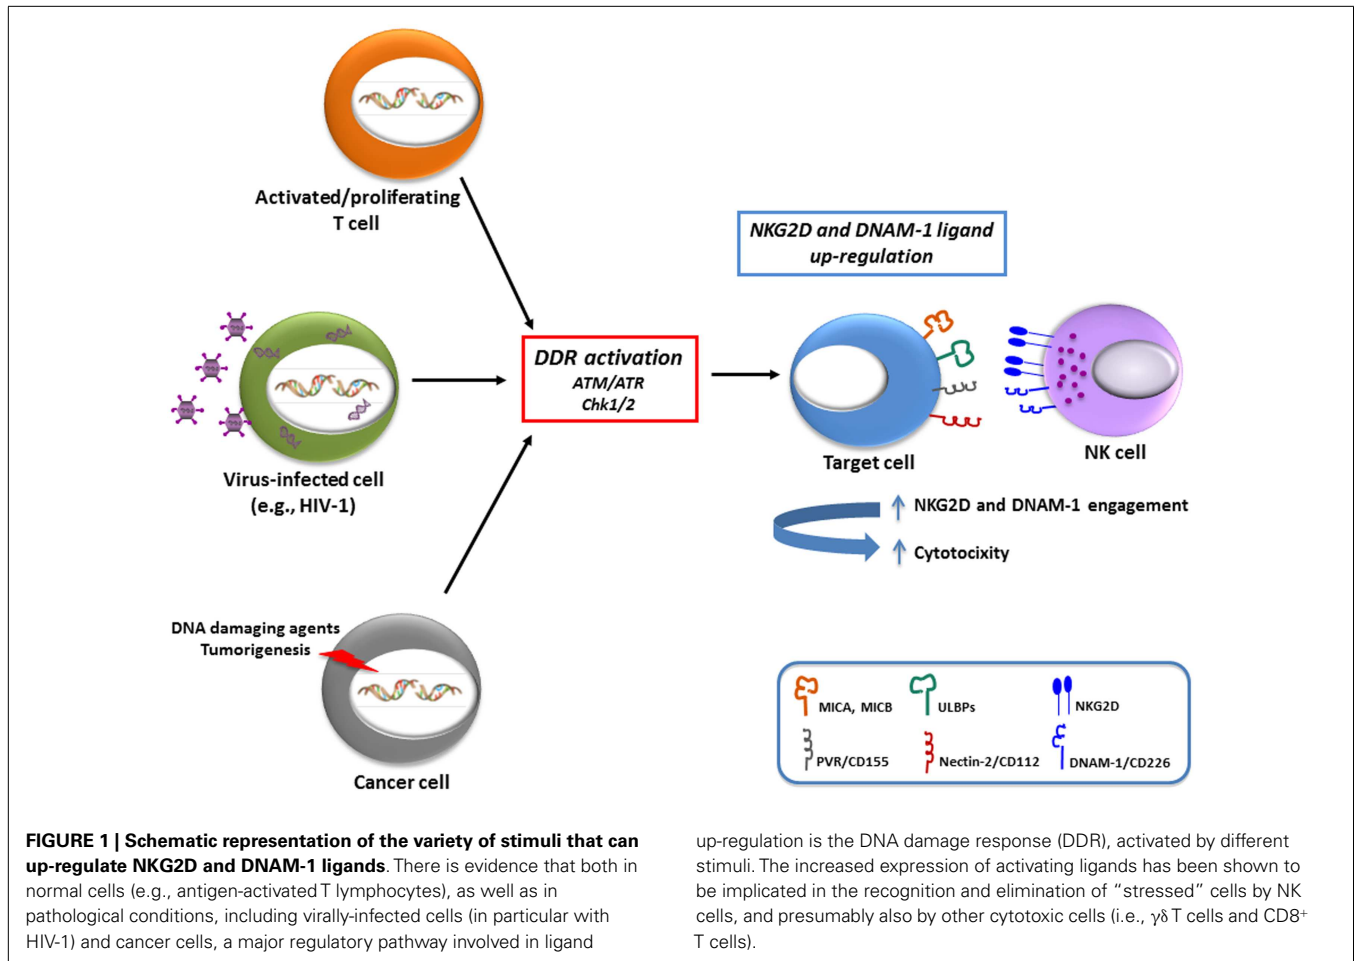 Activated/proliferating
T cell
NKG2D and DNAM-1 ligand
up-regulation
DDR activation
ATM/ATR
Chk1/2
Virus-infected cell
(e.g., HIV-1)
Target cell
NK cell
NKG2D and DNAM-1 engagement
Cytotocixity
DNA damaging agents
Tumorigenesis
Cancer cell
MICA, MICB
ULBPs
NKG2D
PVR/CD155
Nectin-2/CD112
DNAM-1/CD226
FIGURE 1 | Schematic representation of the variety of stimuli that can
up-regulate NKG2D and DNAM-1 ligands. There is evidence that both in
normal cells (e.g., antigen-activated T lymphocytes), as well as in
pathological conditions, including virally-infected cells (in particular with
HIV-1) and cancer cells, a major regulatory pathway involved in ligand
up-regulation is the DNA damage response (DDR), activated by different
stimuli. The increased expression of activating ligands has been shown to
be implicated in the recognition and elimination of “stressed” cells by NK
cells, and presumably also by other cytotoxic cells (i.e., γδ T cells and CD8⁺
T cells).